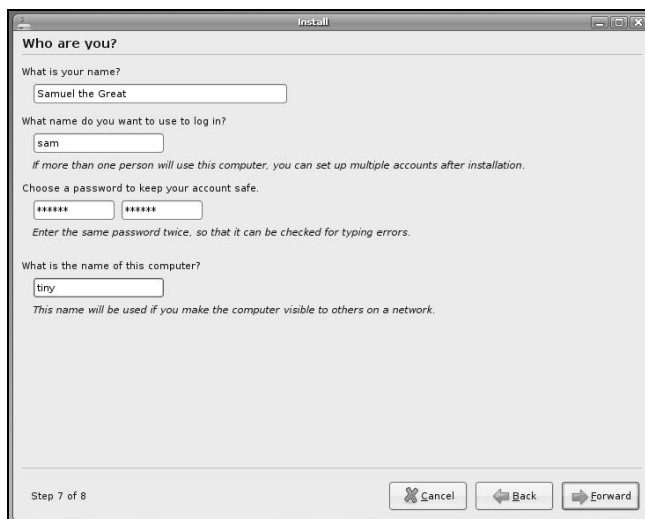 Install
Who are you?
What is your name?
Samuel the Great
What name do you want to use to log in?
sam
If more than one person will use this computer, you can set up multiple accounts after installation.
Choose a password to keep your account safe.
****** ******
Enter the same password twice, so that it can be checked for typing errors.
What is the name of this computer?
tiny
This name will be used if you make the computer visible to others on a network.
Step 7 of 8
Cancel Back Forward